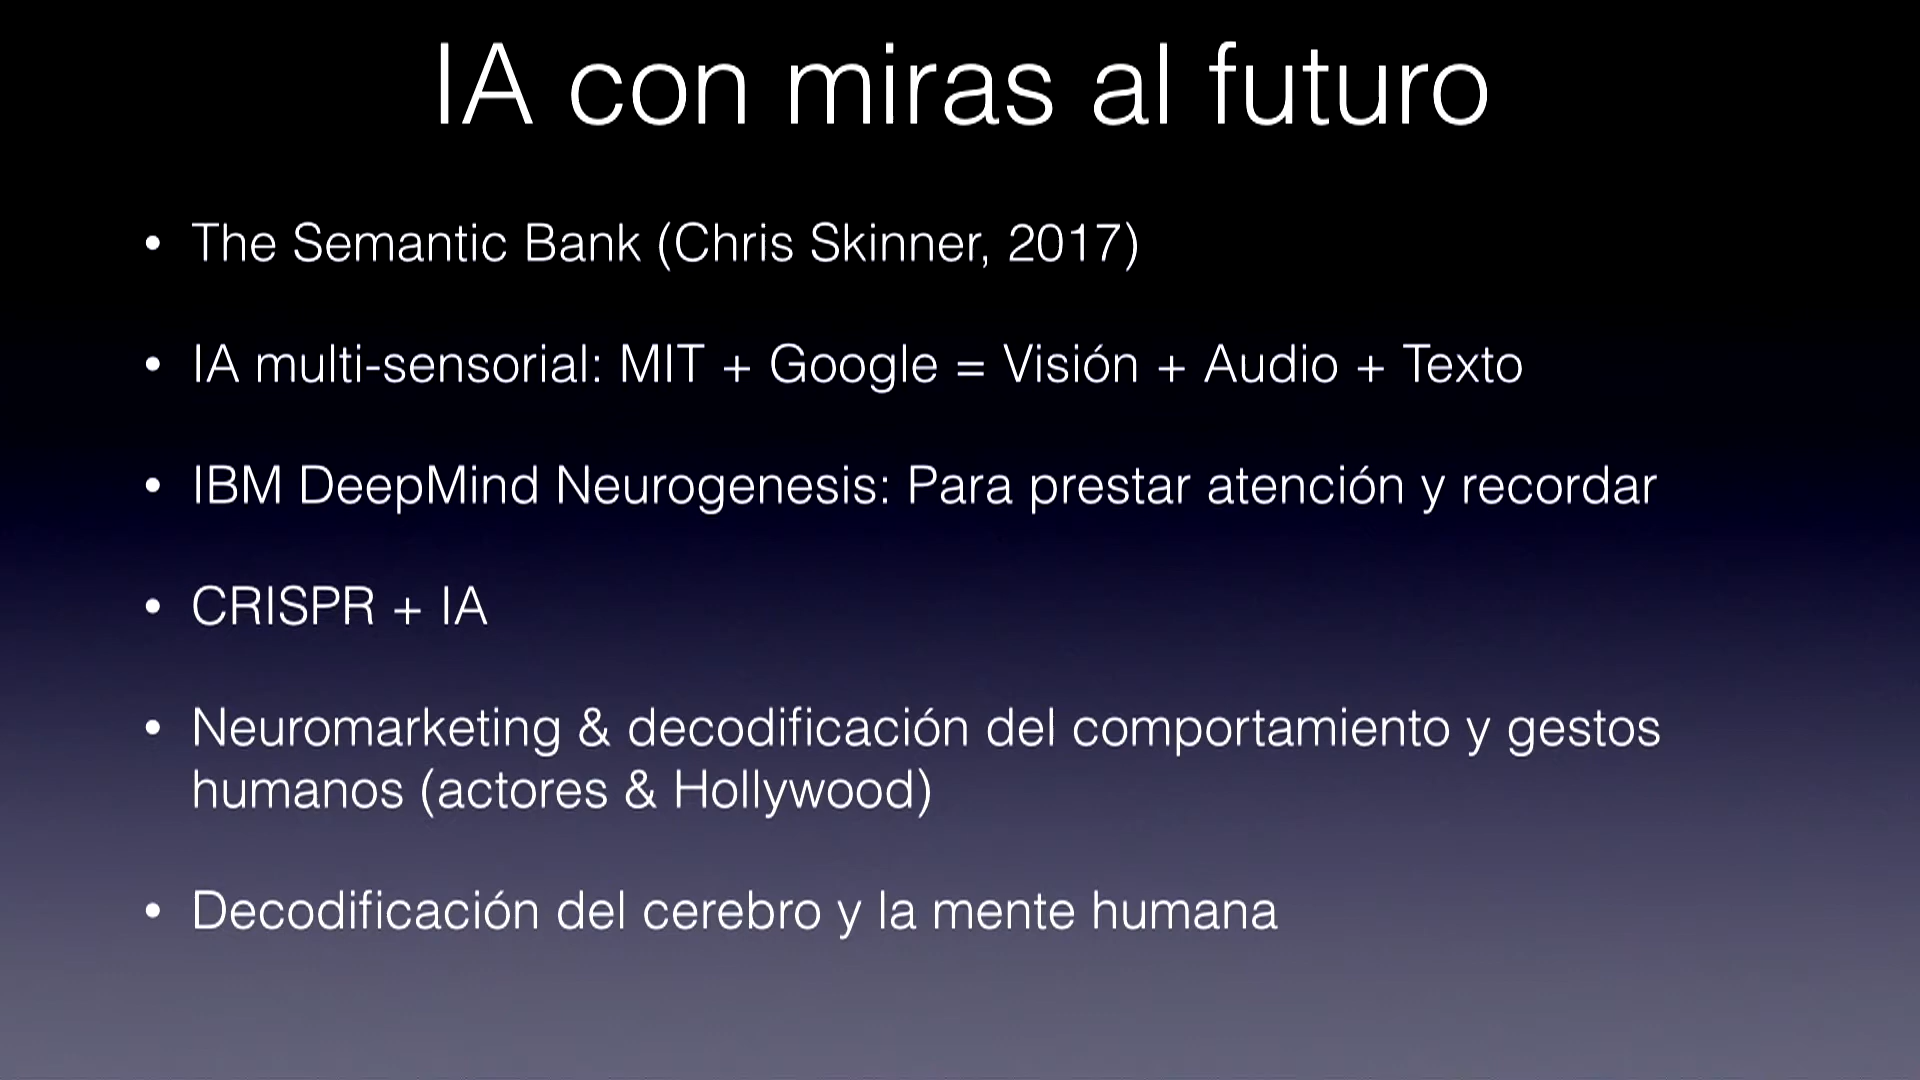 IA con miras al futuro
• The Semantic Bank (Chris Skinner, 2017)
• IA multi-sensorial: MIT + Google = Visión + Audio + Texto
• IBM DeepMind Neurogenesis: Para prestar atención y recordar
• CRISPR + IA
• Neuromarketing & decodificación del comportamiento y gestos
humanos (actores & Hollywood)
• Decodificación del cerebro y la mente humana